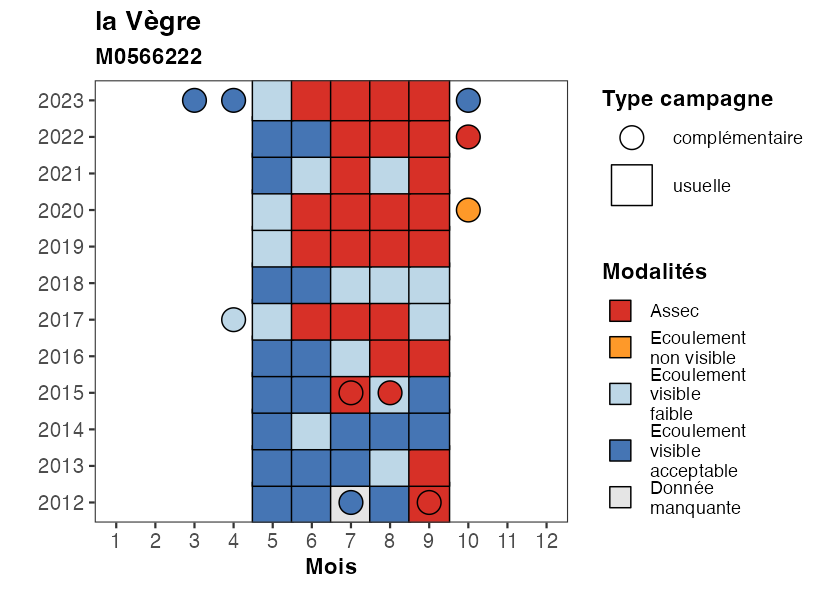 la Vègre
M0566222
2023
2022
2021
2020
2019
2018
2017
2016
2015
2014
2013
2012
1 2 3 4 5 6 7 8 9 10 11 12
Mois
Type campagne
complémentaire
usuelle
Modalités
Assec
Ecoulement
non visible
Ecoulement
visible
faible
Ecoulement
visible
acceptable
Donnée
manquante